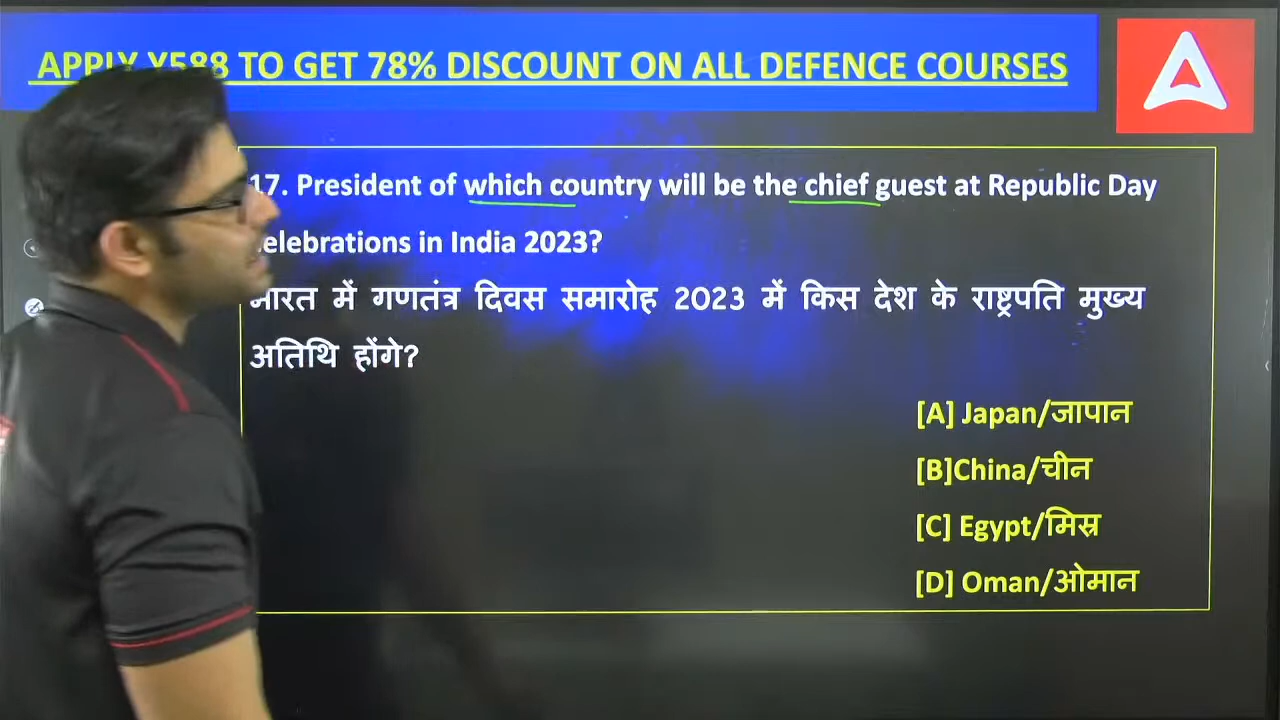 APPLY Y588 TO GET 78% DISCOUNT ON ALL DEFENCE COURSES
17. President of which country will be the chief guest at Republic Day
celebrations in India 2023?
भारत में गणतंत्र दिवस समारोह 2023 में किस देश के राष्ट्रपति मुख्य
अतिथि होंगे?
[A] Japan/जापान
[B]China/चीन
[C] Egypt/मिस्र
[D] Oman/ओमान